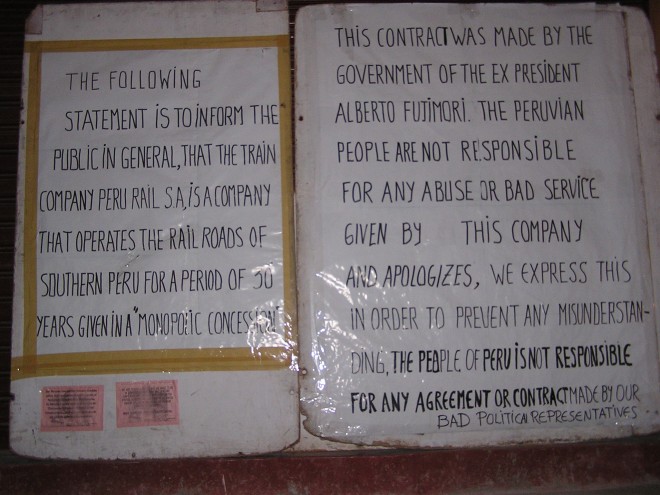 THE FOLLOWING
STATEMENT IS TO INFORM THE
PUBLIC IN GENERAL, THAT THE TRAIN
COMPANY PERU RAIL S.A, IS A COMPANY
THAT OPERATES THE RAIL ROADS OF
SOUTHERN PERU FOR A PERIOD OF 30
YEARS GIVEN IN A "MONOPOLIC CONCESSION"
THIS CONTRACT WAS MADE BY THE
GOVERNMENT OF THE EX PRESIDENT
ALBERTO FUJIMORI. THE PERUVIAN
PEOPLE ARE NOT RESPONSIBLE
FOR ANY ABUSE OR BAD SERVICE
GIVEN BY THIS COMPANY
AND APOLOGIZES, WE EXPRESS THIS
IN ORDER TO PREVENT ANY MISUNDERSTAN-
DING, THE PEOPLE OF PERU IS NOT RESPONSIBLE
FOR ANY AGREEMENT OR CONTRACT MADE BY OUR
BAD POLITICN REPRESENTATIVES